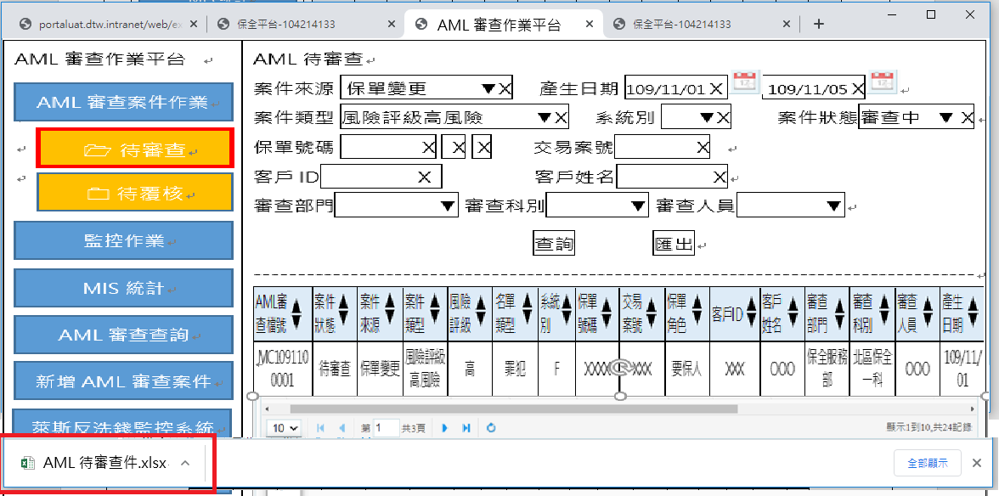 portaluat.dtw.intranet/web/ex
保全平台-104214133
AML 審查作業平台
保全平台-104214133
AML 審查作業平台
AML 審查案件作業
待審查
待覆核
監控作業
MIS 統計
AML 審查查詢
新增 AML 審查案件
萊斯反洗錢監控系統
AML 待審查
案件來源 保單變更 ▼X 產生日期 109/11/01 X 109/11/05 X
案件類型 風險評級高風險 ▼X 系統別 ▼X 案件狀態 審查中 ▼ X
保單號碼 X X X 交易案號 X
客戶 ID X 客戶姓名 X
審查部門 ▼ 審查科別 ▼ 審查人員 ▼
查詢 匯出
AML審查檔號 案件狀態 案件來源 案件類型 風險評級 名單類型 系統別 保單號碼 交易案號 保單角色 客戶ID 客戶姓名 審查部門 審查科別 審查人員 產生日期
JMC1091100001 待審查 保單變更 風險評級高風險 高 罪犯 F XXXX XXX 要保人 XXX OOO 保全服務部 北區保全一科 OOO 109/11/01
10 第 1 共3頁 顯示1到10,共24記錄
AML 待審查件.xlsx
全部顯示